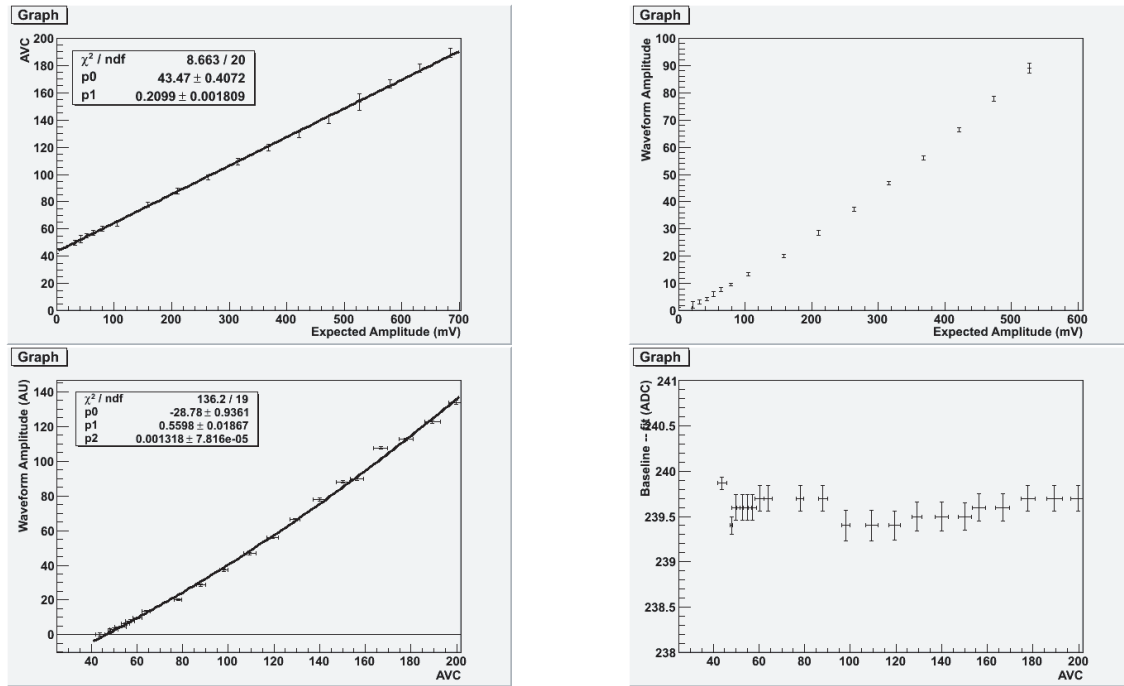 Graph
AVC
200
180
160
140
120
100
80
60
40
20
0
χ² / ndf 8.663 / 20
p0 43.47 ± 0.4072
p1 0.2099 ± 0.001809
0 100 200 300 400 500 600 700
Expected Amplitude (mV)
Graph
Waveform Amplitude
100
90
80
70
60
50
40
30
20
10
0
0 100 200 300 400 500 600
Expected Amplitude (mV)
Graph
Waveform Amplitude (AU)
140
120
100
80
60
40
20
0
χ² / ndf 136.2 / 19
p0 -28.78 ± 0.9361
p1 0.5598 ± 0.01867
p2 0.001318 ± 7.816e-05
40 60 80 100 120 140 160 180 200
AVC
Graph
Baseline -- fit (ADC)
241
240.5
240
239.5
239
238.5
238
40 60 80 100 120 140 160 180 200
AVC